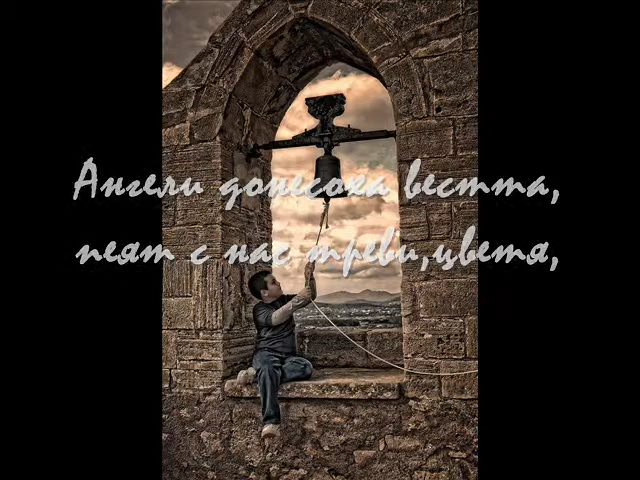 Ангели донесоха вестта,
пеят с нас треви,цветя,